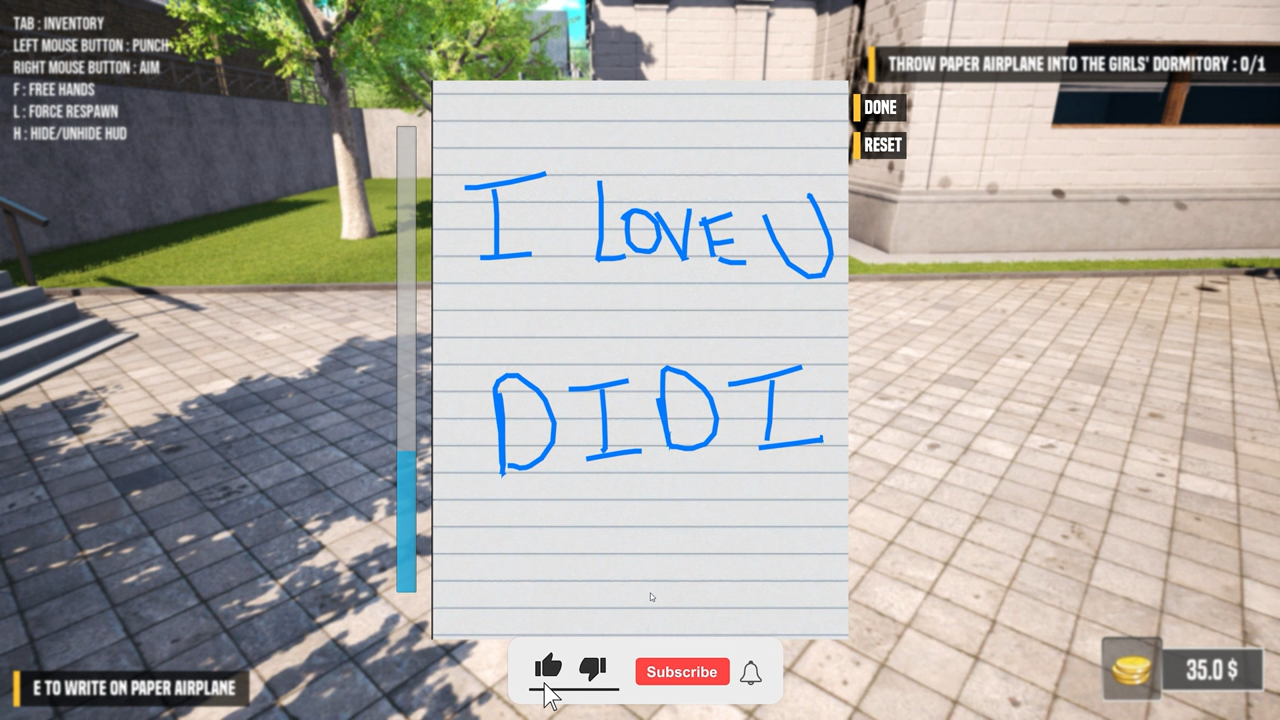 TAB : INVENTORY
LEFT MOUSE BUTTON : PUNCH
RIGHT MOUSE BUTTON : AIM
F : FREE HANDS
L : FORCE RESPAWN
H : HIDE/UNHIDE HUD
THROW PAPER AIRPLANE INTO THE GIRLS' DORMITORY : 0/1
DONE
RESET
I LOVE U
DIDI
Subscribe
E TO WRITE ON PAPER AIRPLANE
35.0 $